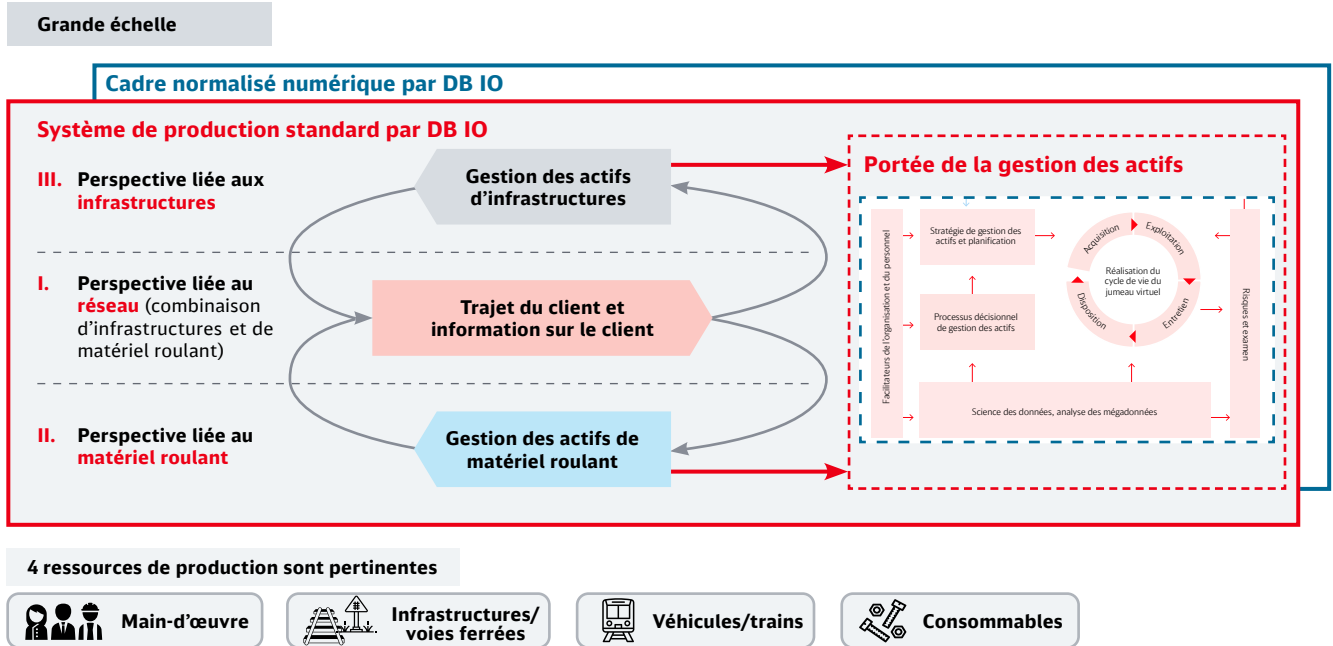 Grande échelle
Cadre normalisé numérique par DB IO
Système de production standard par DB IO
III. Perspective liée aux
infrastructures
I. Perspective liée au
réseau (combinaison
d’infrastructures et de
matériel roulant)
II. Perspective liée au
matériel roulant
Gestion des actifs
d’infrastructures
Trajet du client et
information sur le client
Gestion des actifs de
matériel roulant
Portée de la gestion des actifs
Facilitateurs de l’organisation et du personnel
Stratégie de gestion des
actifs et planification
Processus décisionnel
de gestion des actifs
Acquisition
Exploitation
Entretien
Disposition
Réalisation du
cycle de vie du
jumeau virtuel
Risques et examen
Science des données, analyse des mégadonnées
4 ressources de production sont pertinentes
Main-d’œuvre
Infrastructures/
voies ferrées
Véhicules/trains
Consommables